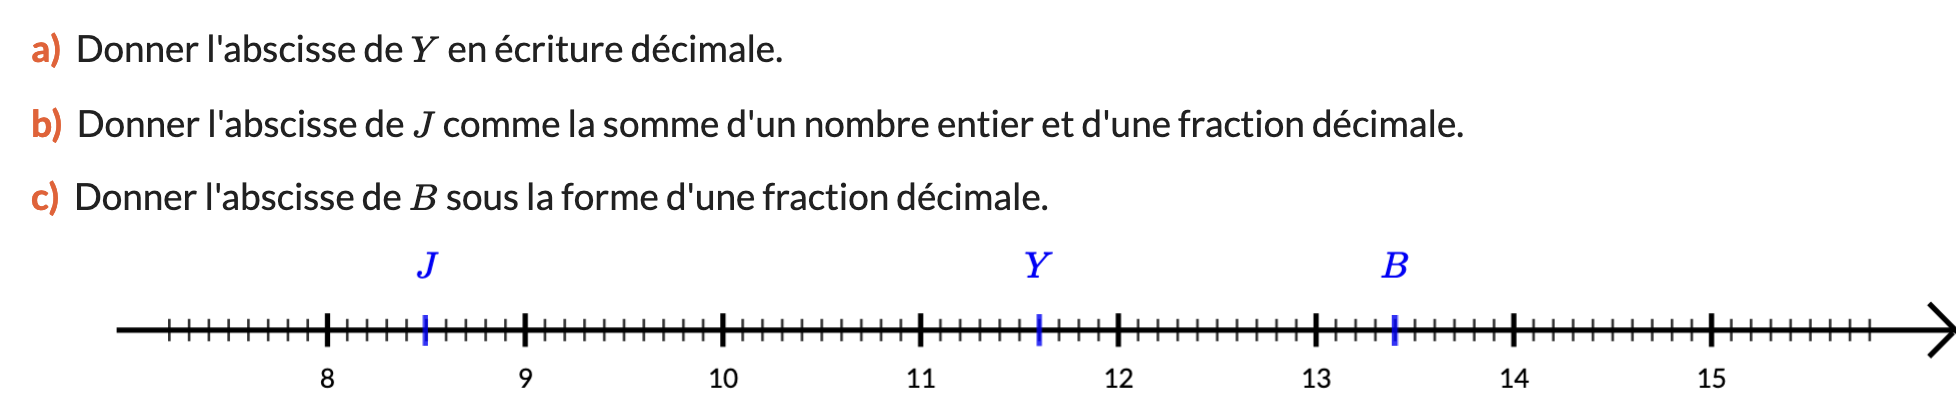 a) Donner l'abscisse de Y en écriture décimale.
b) Donner l'abscisse de J comme la somme d'un nombre entier et d'une fraction décimale.
c) Donner l'abscisse de B sous la forme d'une fraction décimale.
J Y B
8 9 10 11 12 13 14 15